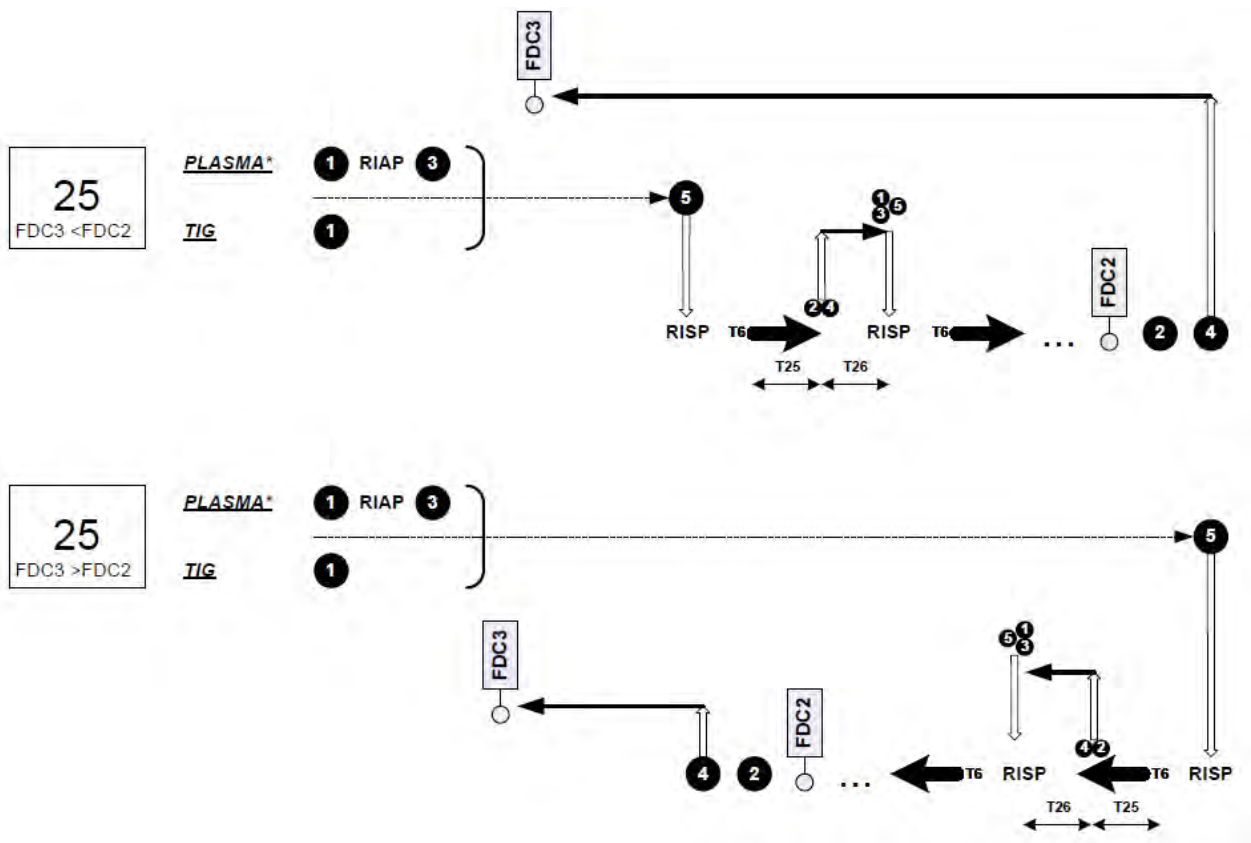 FDC3
PLASMA*
1 RIAP 3
25
FDC3 <FDC2
TIG
1
5
1
3 5
2 4
FDC2
RISP T6 RISP T6 ... 2 4
T25 T26
PLASMA*
1 RIAP 3
25
FDC3 >FDC2
TIG
1
5
FDC3
5 1
3
FDC2
4 2
4 2 ... T6 RISP T6 RISP
T26 T25